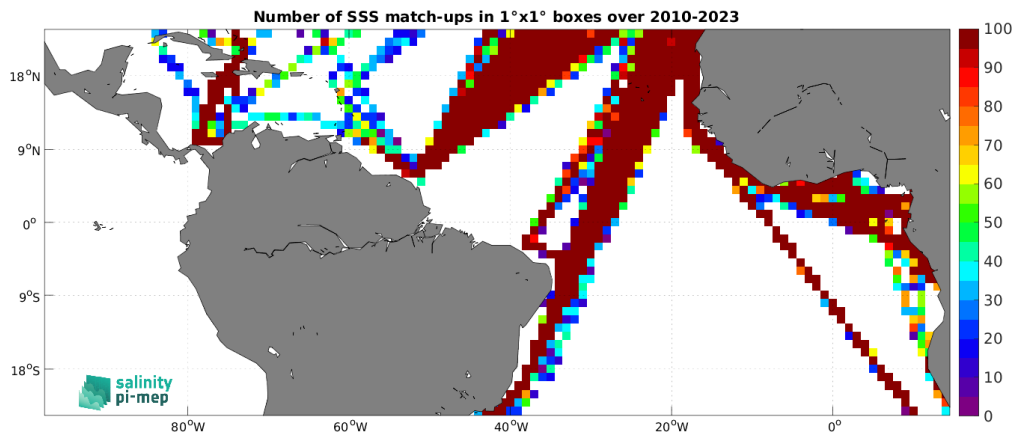 Number of SSS match-ups in 1°x1° boxes over 2010-2023
100
90
80
70
60
50
40
30
20
10
0
18°N
9°N
0°
9°S
18°S
80°W
60°W
40°W
20°W
0°
salinity
pi-mep